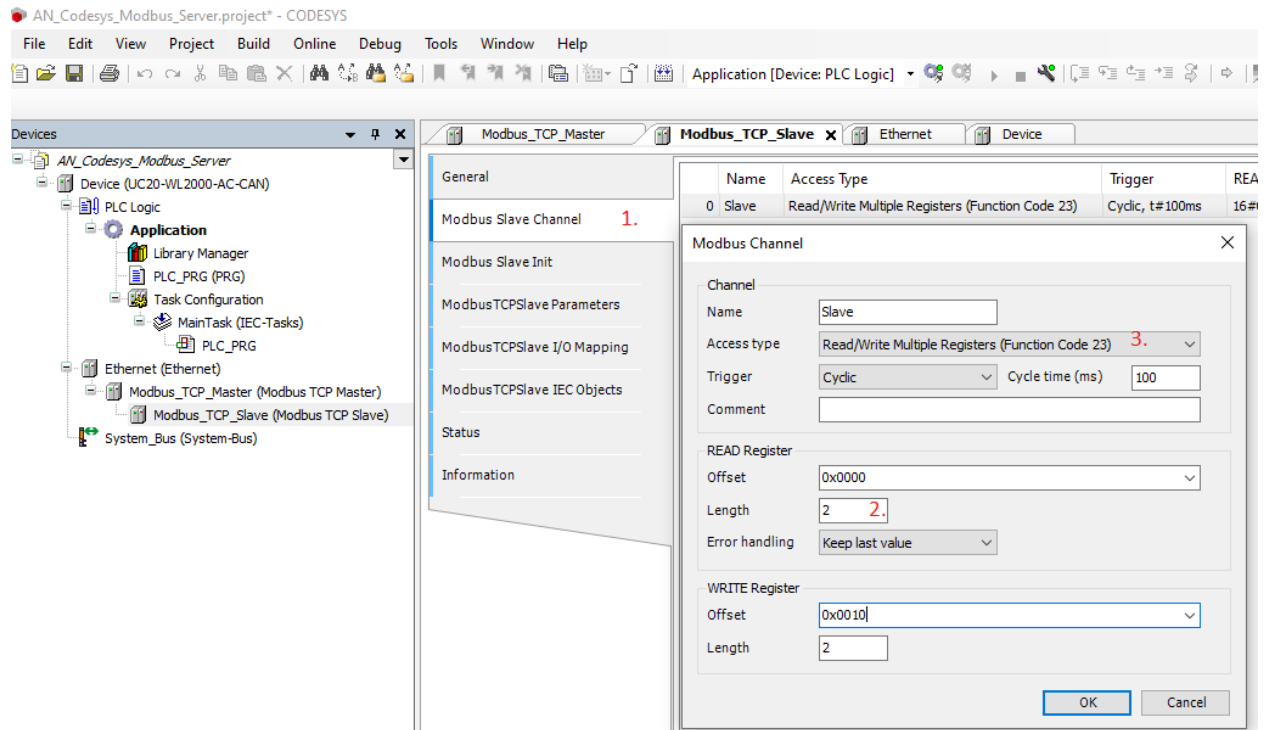 AN_Codesys_Modbus_Server.project* - CODESYS
File Edit View Project Build Online Debug Tools Window Help
Application [Device: PLC Logic]
Devices
AN_Codesys_Modbus_Server
Device (UC20-WL2000-AC-CAN)
PLC Logic
Application
Library Manager
PLC_PRG (PRG)
Task Configuration
MainTask (IEC-Tasks)
PLC_PRG
Ethernet (Ethernet)
Modbus_TCP_Master (Modbus TCP Master)
Modbus_TCP_Slave (Modbus TCP Slave)
System_Bus (System-Bus)
Modbus_TCP_Master Modbus_TCP_Slave Ethernet Device
General
Modbus Slave Channel 1.
Modbus Slave Init
ModbusTCPSlave Parameters
ModbusTCPSlave I/O Mapping
ModbusTCPSlave IEC Objects
Status
Information
Name Access Type Trigger REA
0 Slave Read/Write Multiple Registers (Function Code 23) Cyclic, t#100ms 16#
Modbus Channel
Channel
Name Slave
Access type Read/Write Multiple Registers (Function Code 23) 3.
Trigger Cyclic Cycle time (ms) 100
Comment
READ Register
Offset 0x0000
Length 2 2.
Error handling Keep last value
WRITE Register
Offset 0x0010
Length 2
OK Cancel